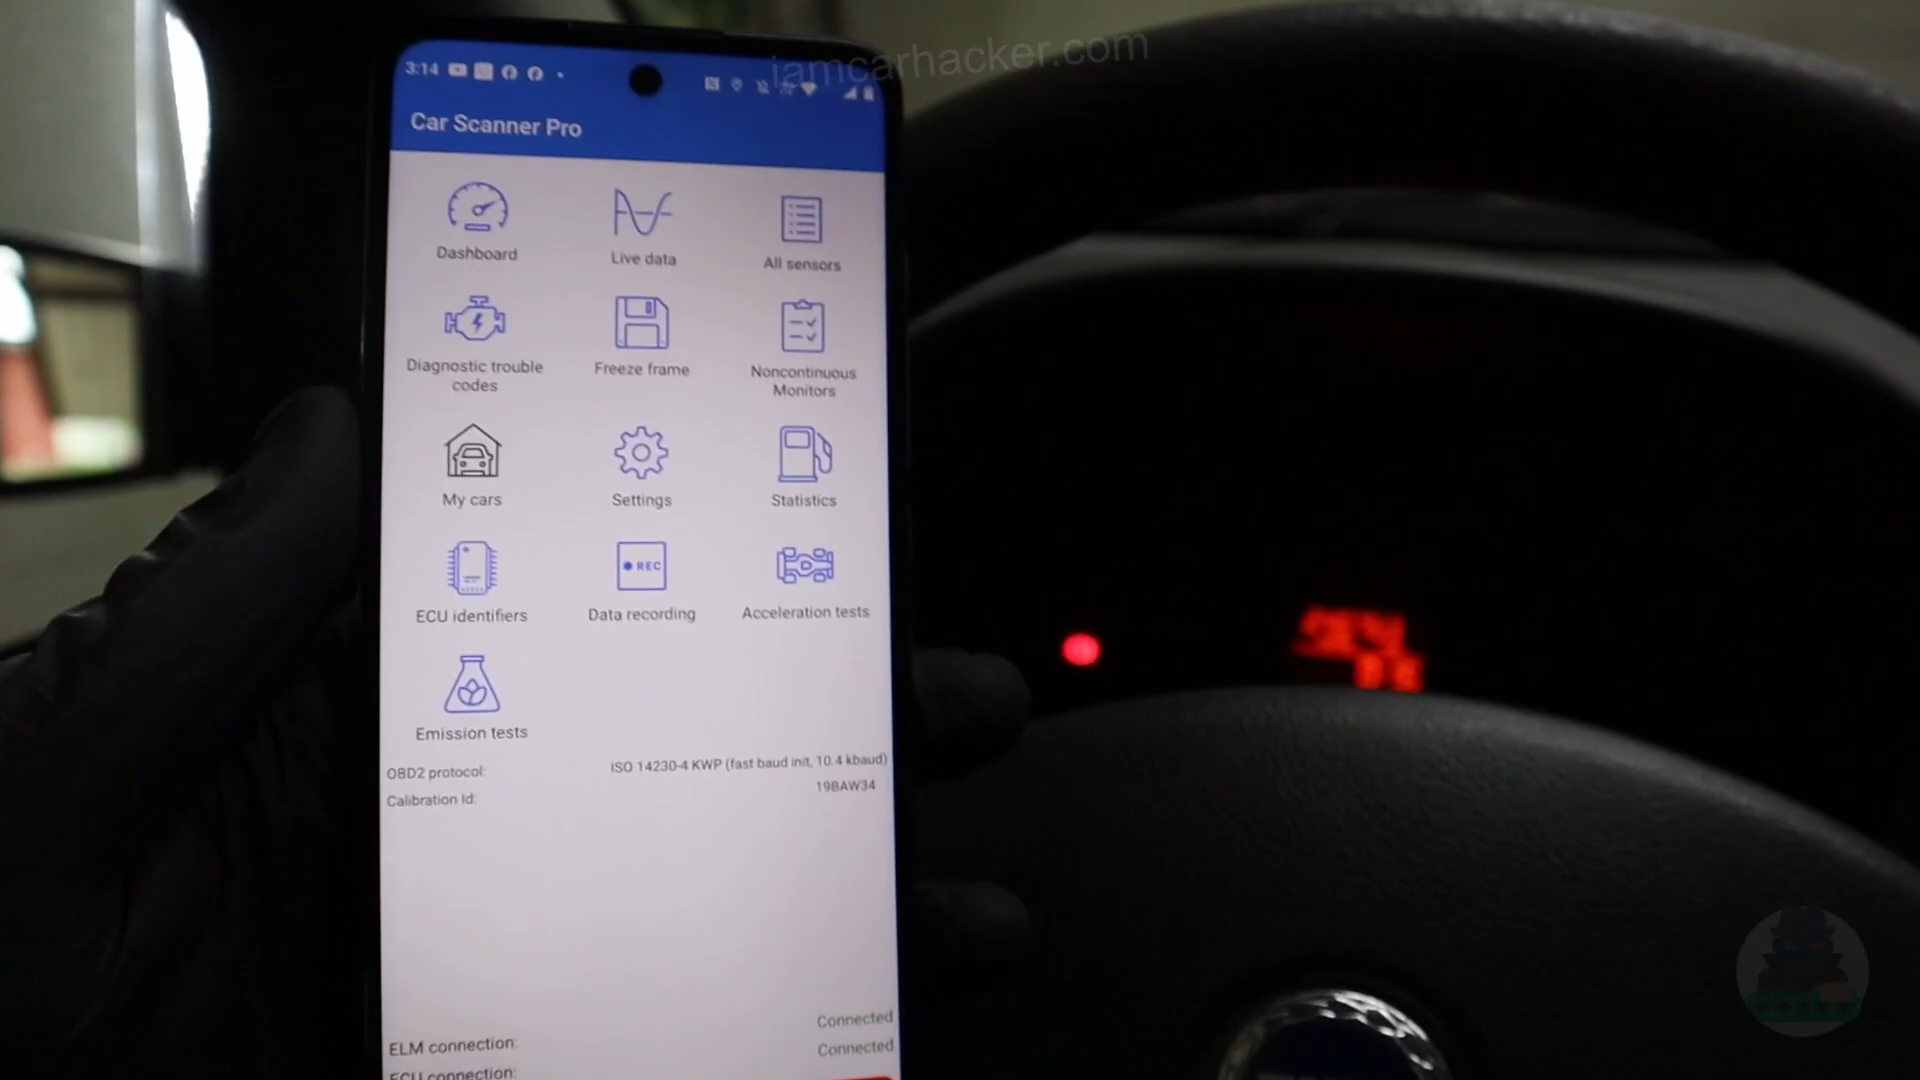 iamcarhacker.com
3:14
Car Scanner Pro
Dashboard
Live data
All sensors
Diagnostic trouble
codes
Freeze frame
Noncontinuous
Monitors
My cars
Settings
Statistics
REC
ECU identifiers
Data recording
Acceleration tests
Emission tests
OBD2 protocol:
ISO 14230-4 KWP (fast baud init, 10.4 kbaud)
Calibration Id:
19BAW34
ELM connection:
Connected
ECU connection:
Connected